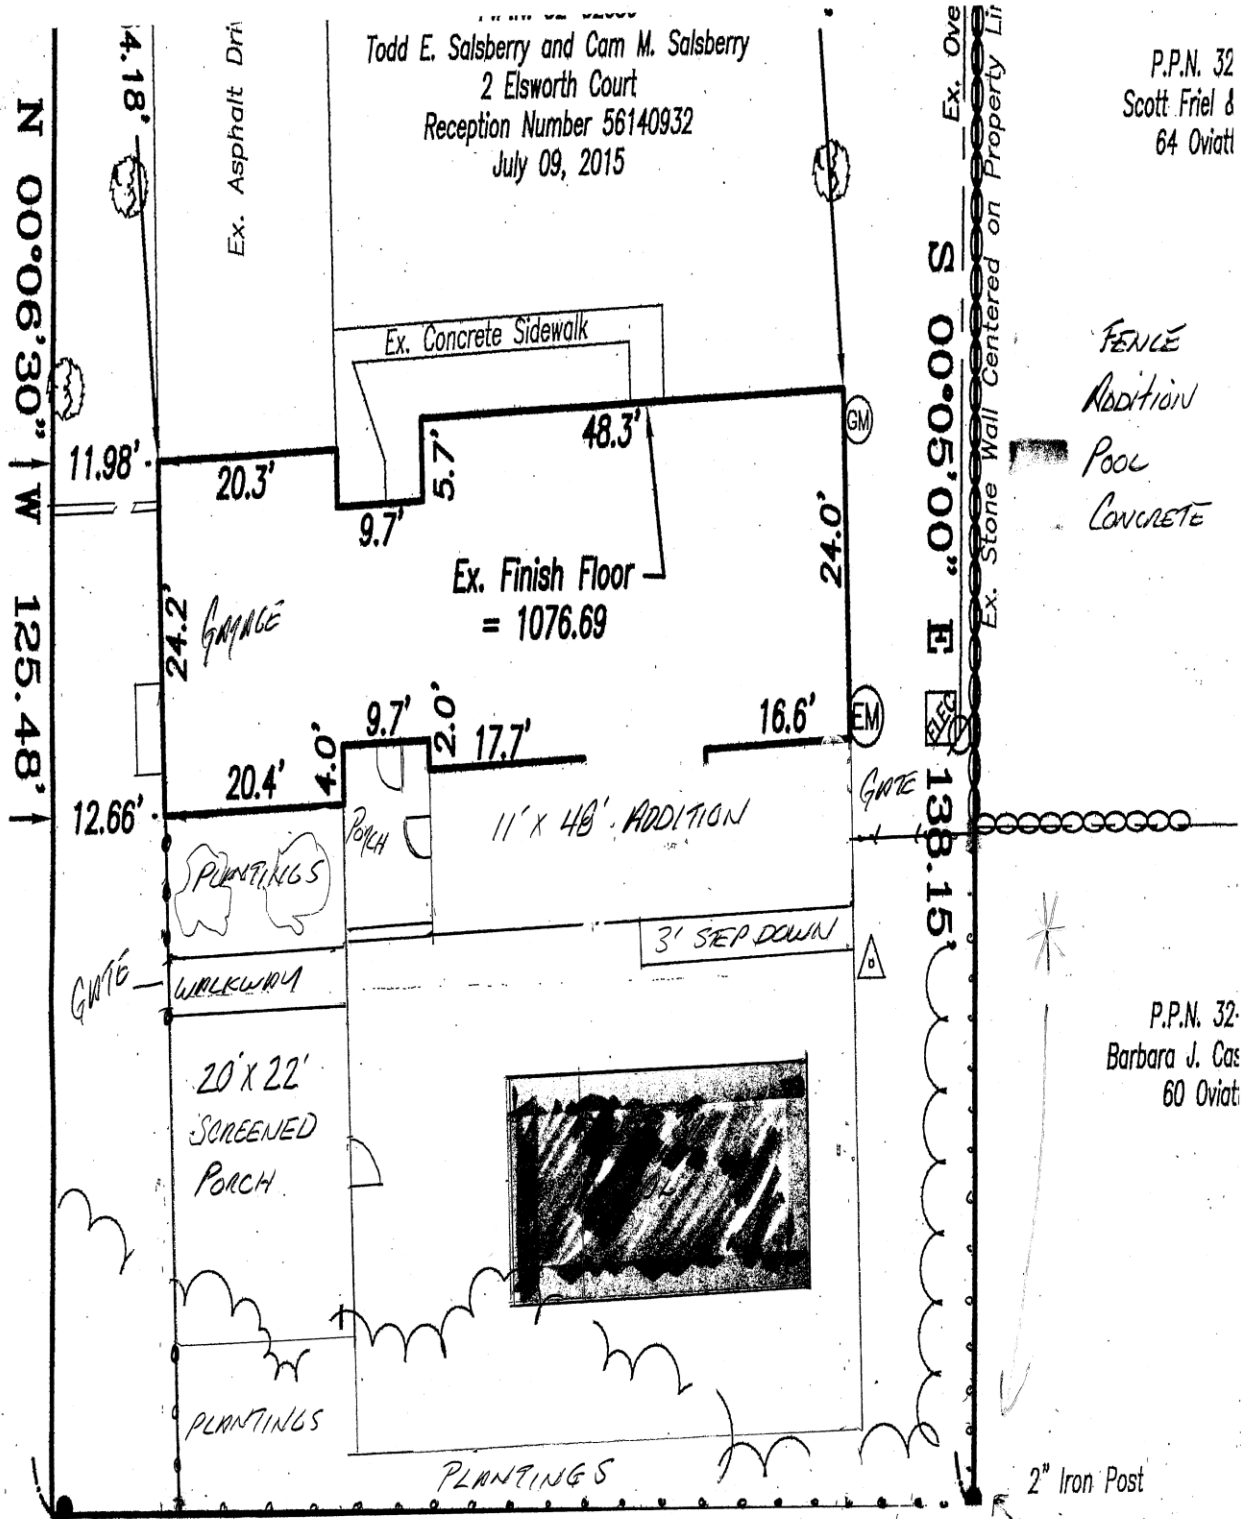 Todd E. Salsberry and Cam M. Salsberry
2 Elsworth Court
Reception Number 56140932
July 09, 2015
4.18'
Ex. Asphalt Dri
Ex. Ove
Ex. Stone Wall Centered on Property Lin
P.P.N. 32
Scott Friel &
64 Oviatt
N 00°06'30" W 125.48'
S 00°05'00" E 138.15'
Ex. Concrete Sidewalk
FENCE
ADDITION
POOL
CONCRETE
11.98'
20.3'
9.7'
5.7'
48.3'
GM
24.0'
Ex. Finish Floor
= 1076.69
24.2'
GARAGE
12.66'
20.4'
4.0'
9.7'
2.0'
17.7'
16.6'
EM
ELEC
GATE
PORCH
11' X 48' ADDITION
PLANTINGS
3' STEP DOWN
GATE
WALKWAY
20' X 22'
SCREENED
PORCH
P.P.N. 32-
Barbara J. Cas
60 Oviatt
PLANTINGS
PLANTINGS
2" Iron Post